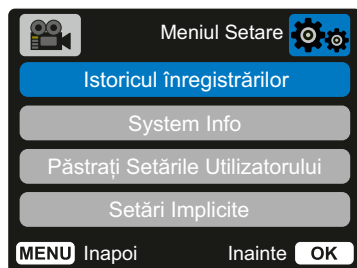 Meniul Setare
Istoricul înregistrărilor
System Info
Păstrați Setările Utilizatorului
Setări Implicite
MENU Inapoi Inainte OK